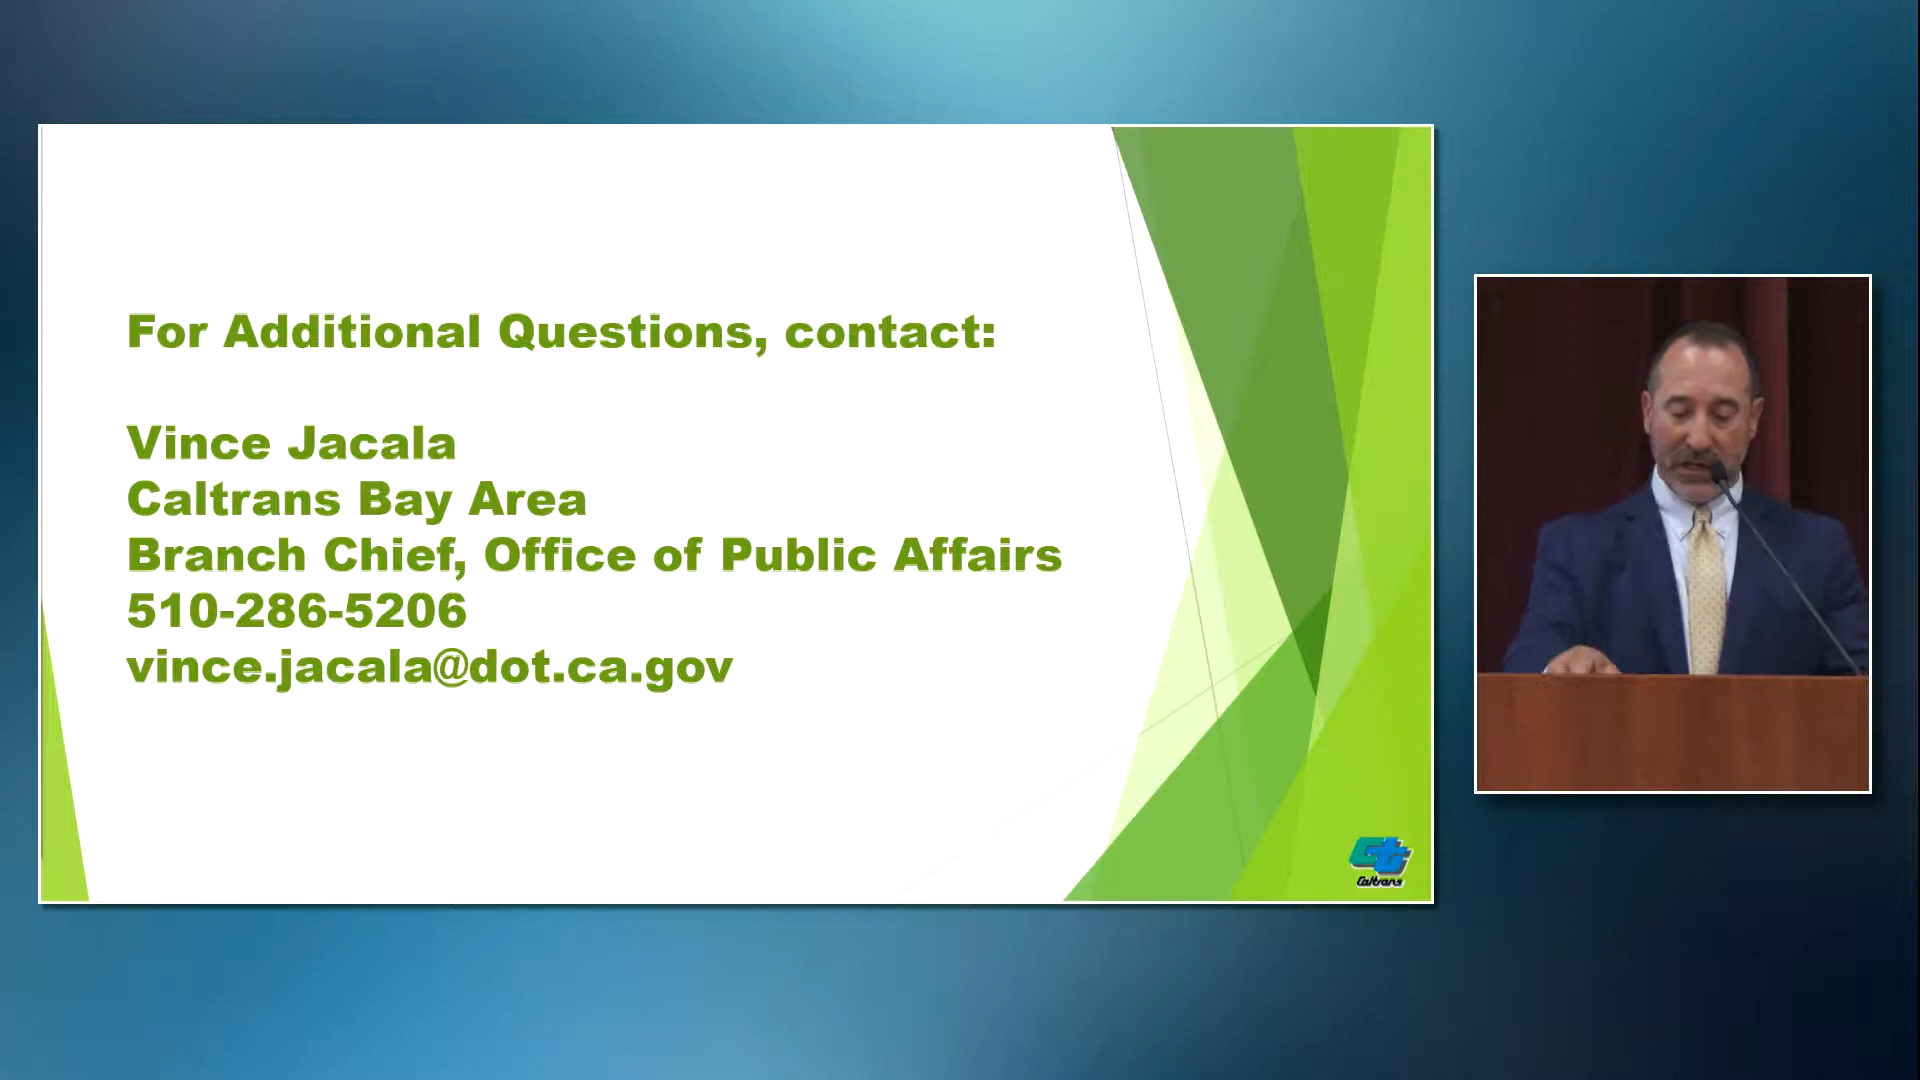 For Additional Questions, contact:
Vince Jacala
Caltrans Bay Area
Branch Chief, Office of Public Affairs
510-286-5206
vince.jacala@dot.ca.gov
Ct
Caltrans